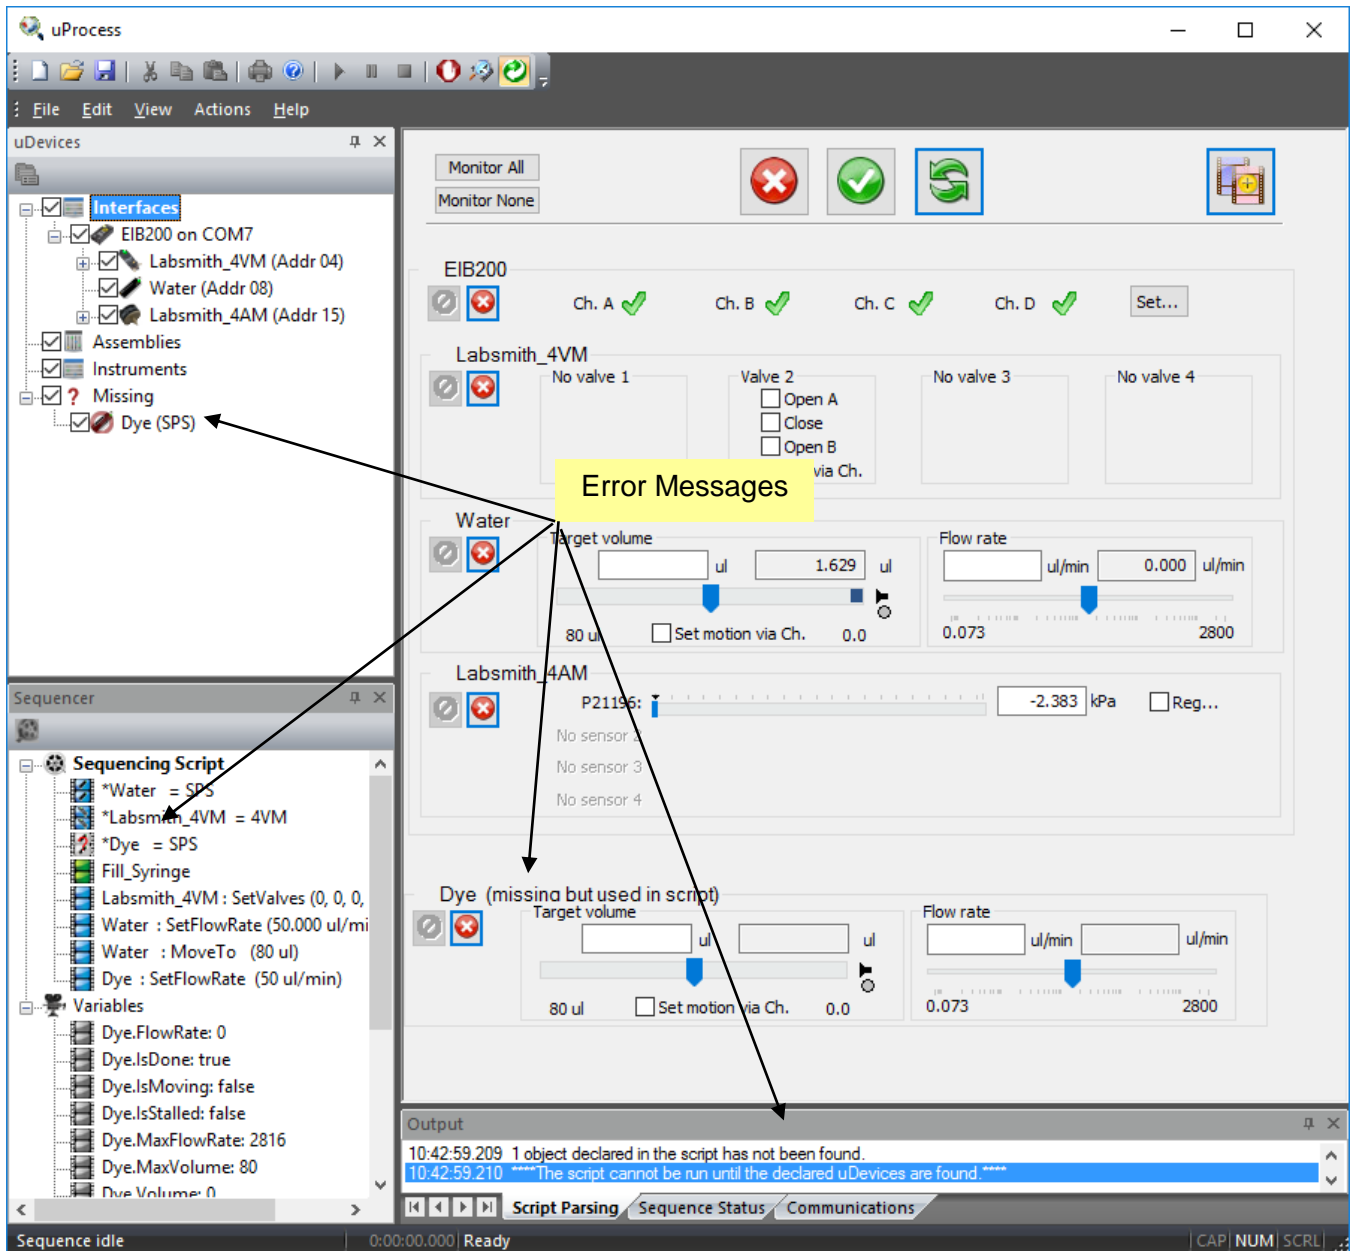 uProcess
File Edit View Actions Help
uDevices
Interfaces
EIB200 on COM7
Labsmith_4VM (Addr 04)
Water (Addr 08)
Labsmith_4AM (Addr 15)
Assemblies
Instruments
? Missing
Dye (SPS)
Sequencer
Sequencing Script
*Water = SPS
*Labsmith_4VM = 4VM
*Dye = SPS
Fill_Syringe
Labsmith_4VM : SetValves (0, 0, 0,
Water : SetFlowRate (50.000 ul/mi
Water : MoveTo (80 ul)
Dye : SetFlowRate (50 ul/min)
Variables
Dye.FlowRate: 0
Dye.IsDone: true
Dye.IsMoving: false
Dye.IsStalled: false
Dye.MaxFlowRate: 2816
Dye.MaxVolume: 80
Dye.Volume: 0
Monitor All
Monitor None
EIB200
Ch. A Ch. B Ch. C Ch. D Set...
Labsmith_4VM
No valve 1 Valve 2 No valve 3 No valve 4
Open A
Close
Open B
via Ch.
Error Messages
Water
Target volume Flow rate
ul 1.629 ul ul/min 0.000 ul/min
80 ul Set motion via Ch. 0.0 0.073 2800
Labsmith_4AM
P21196: -2.383 kPa Reg...
No sensor 2
No sensor 3
No sensor 4
Dye (missing but used in script)
Target volume Flow rate
ul ul ul/min ul/min
80 ul Set motion via Ch. 0.0 0.073 2800
Output
10:42:59.209 1 object declared in the script has not been found.
10:42:59.210 ****The script cannot be run until the declared uDevices are found.****
Script Parsing Sequence Status Communications
Sequence idle 0:00:00.000 Ready CAP NUM SCRL